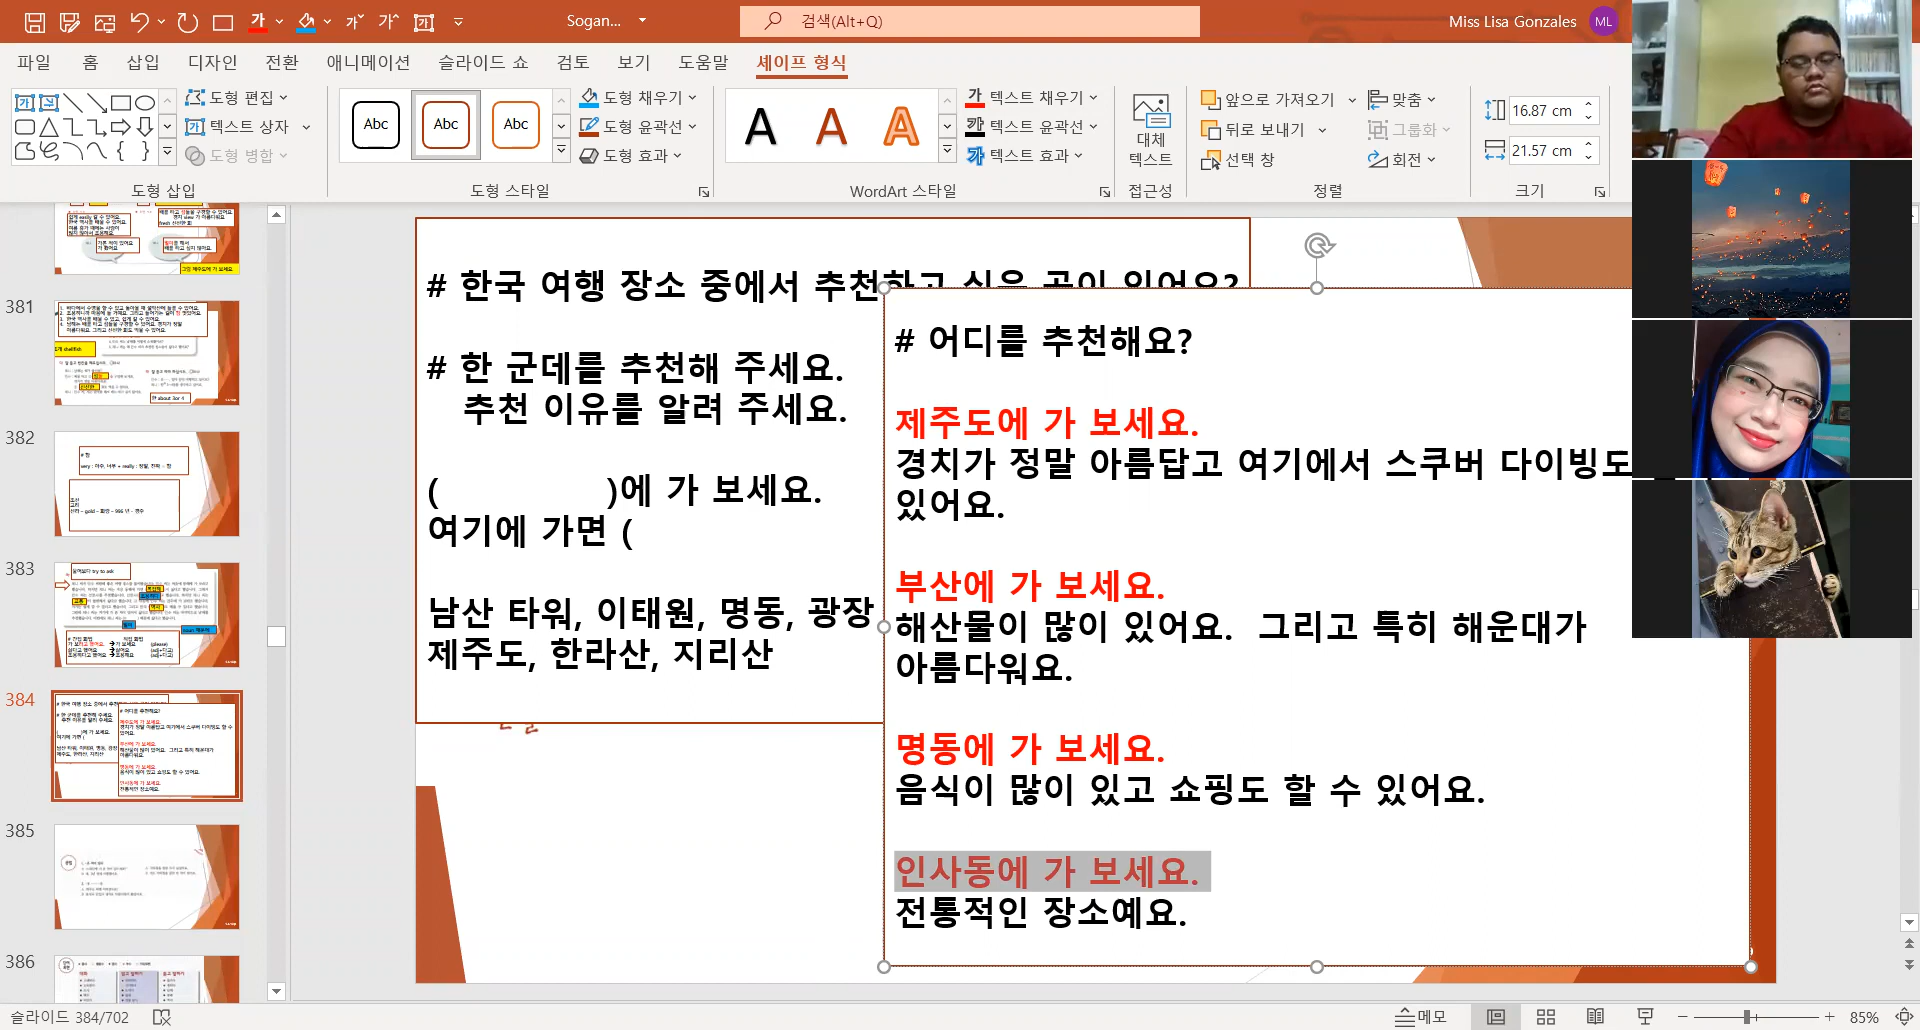 Sogan...
검색(Alt+Q)
Miss Lisa Gonzales
ML
파일 홈 삽입 디자인 전환 애니메이션 슬라이드 쇼 검토 보기 도움말 셰이프 형식
도형 편집
텍스트 상자
도형 병합
도형 삽입
Abc Abc Abc
도형 채우기
도형 윤곽선
도형 효과
도형 스타일
A A A
텍스트 채우기
텍스트 윤곽선
텍스트 효과
WordArt 스타일
대체
텍스트
접근성
앞으로 가져오기
뒤로 보내기
선택 창
맞춤
그룹화
회전
정렬
16.87 cm
21.57 cm
크기
381
382
383
384
385
386
# 한국 여행 장소 중에서 추천하고 싶은 곳이 있어요?
# 한 군데를 추천해 주세요.
추천 이유를 알려 주세요.
( )에 가 보세요.
여기에 가면 (
남산 타워, 이태원, 명동, 광장
제주도, 한라산, 지리산
# 어디를 추천해요?
제주도에 가 보세요.
경치가 정말 아름답고 여기에서 스쿠버 다이빙도
있어요.
부산에 가 보세요.
해산물이 많이 있어요. 그리고 특히 해운대가
아름다워요.
명동에 가 보세요.
음식이 많이 있고 쇼핑도 할 수 있어요.
인사동에 가 보세요.
전통적인 장소예요.
슬라이드 384/702
메모
85%